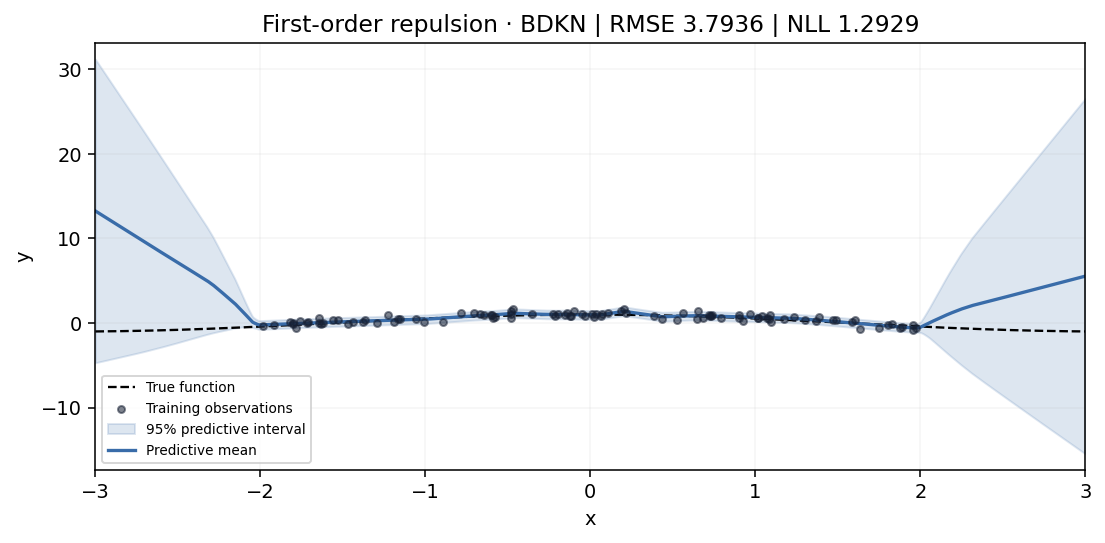 First-order repulsion · BDKN | RMSE 3.7936 | NLL 1.2929
30
20
10
0
−10
y
True function
Training observations
95% predictive interval
Predictive mean
−3 −2 −1 0 1 2 3
x